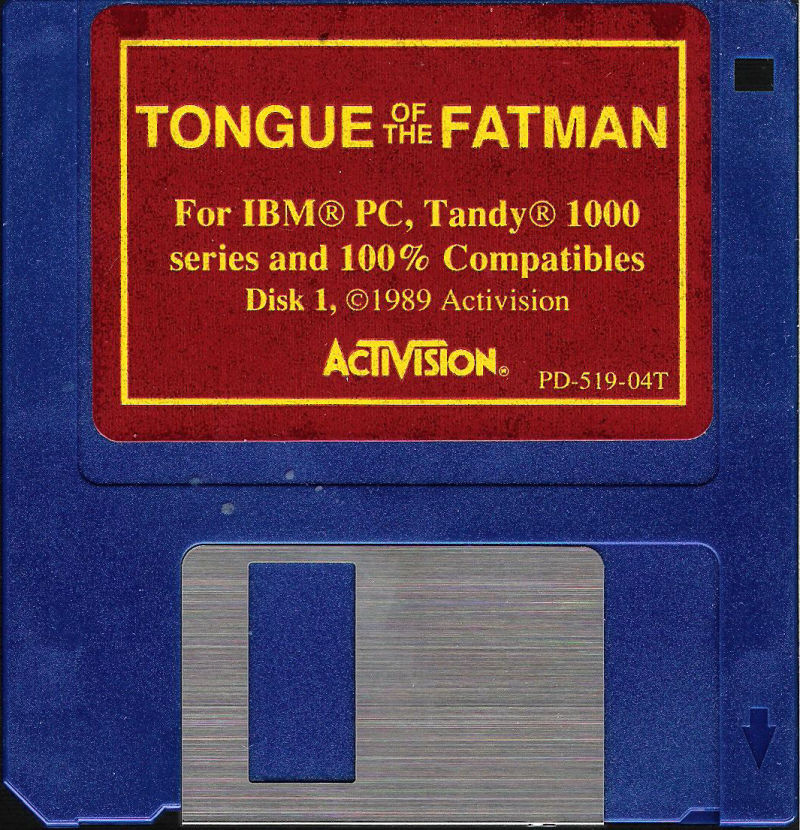 TONGUE OF THE FATMAN
For IBM® PC, Tandy® 1000
series and 100% Compatibles
Disk 1, ©1989 Activision
ACTIVISION®
PD-519-04T